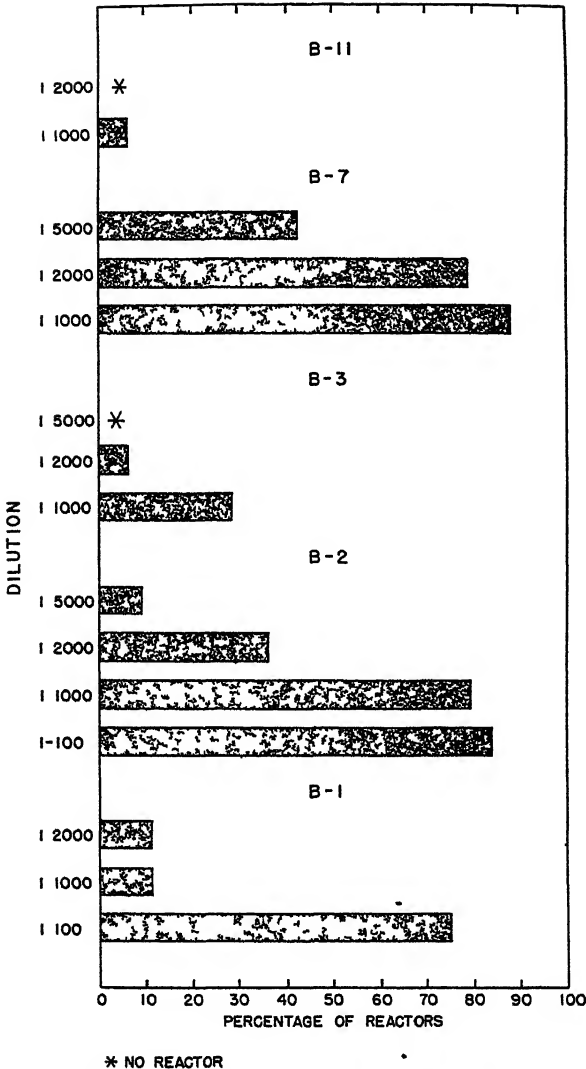 B-11
1 2000 *
1 1000
B-7
1 5000
1 2000
1 1000
B-3
1 5000 *
1 2000
1 1000
B-2
1 5000
1 2000
1 1000
1-100
B-1
1 2000
1 1000
1 100
DILUTION
0 10 20 30 40 50 60 70 80 90 100
PERCENTAGE OF REACTORS
* NO REACTOR